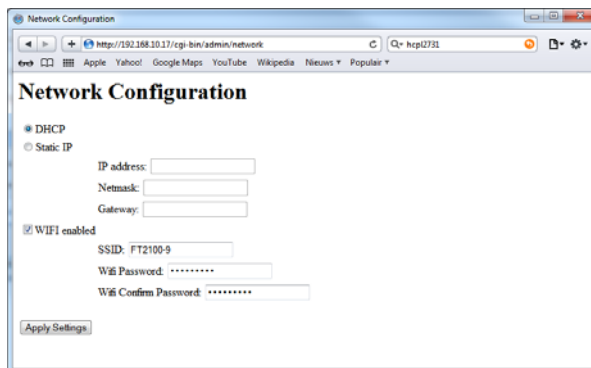 Network Configuration
http://192.168.10.17/cgi-bin/admin/network
hcpl2731
Apple Yahoo! Google Maps YouTube Wikipedia Nieuws Populair
Network Configuration
DHCP
Static IP
IP address:
Netmask:
Gateway:
WIFI enabled
SSID: FT2100-9
Wifi Password: •••••••••
Wifi Confirm Password: •••••••••
Apply Settings